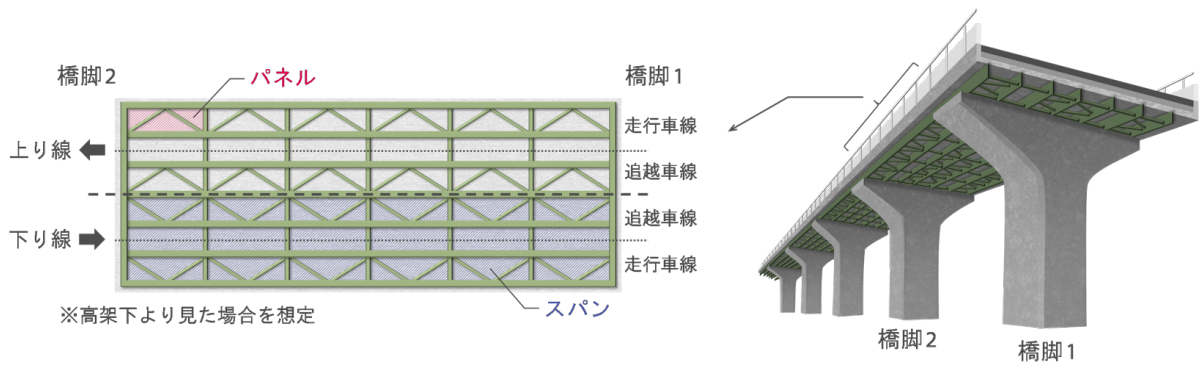 橋脚2
パネル
橋脚1
走行車線
上り線
追越車線
追越車線
下り線
走行車線
スパン
※高架下より見た場合を想定
橋脚2
橋脚1